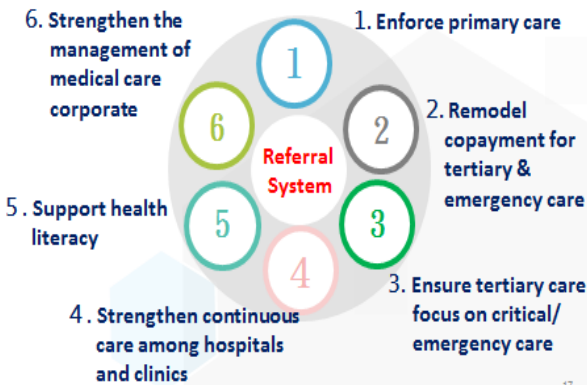 6. Strengthen the
management of
medical care
corporate
1. Enforce primary care
1
6
2
2. Remodel
copayment for
tertiary &
emergency care
Referral
System
5. Support health
literacy
5
3
4
3. Ensure tertiary care
focus on critical/
emergency care
4. Strengthen continuous
care among hospitals
and clinics